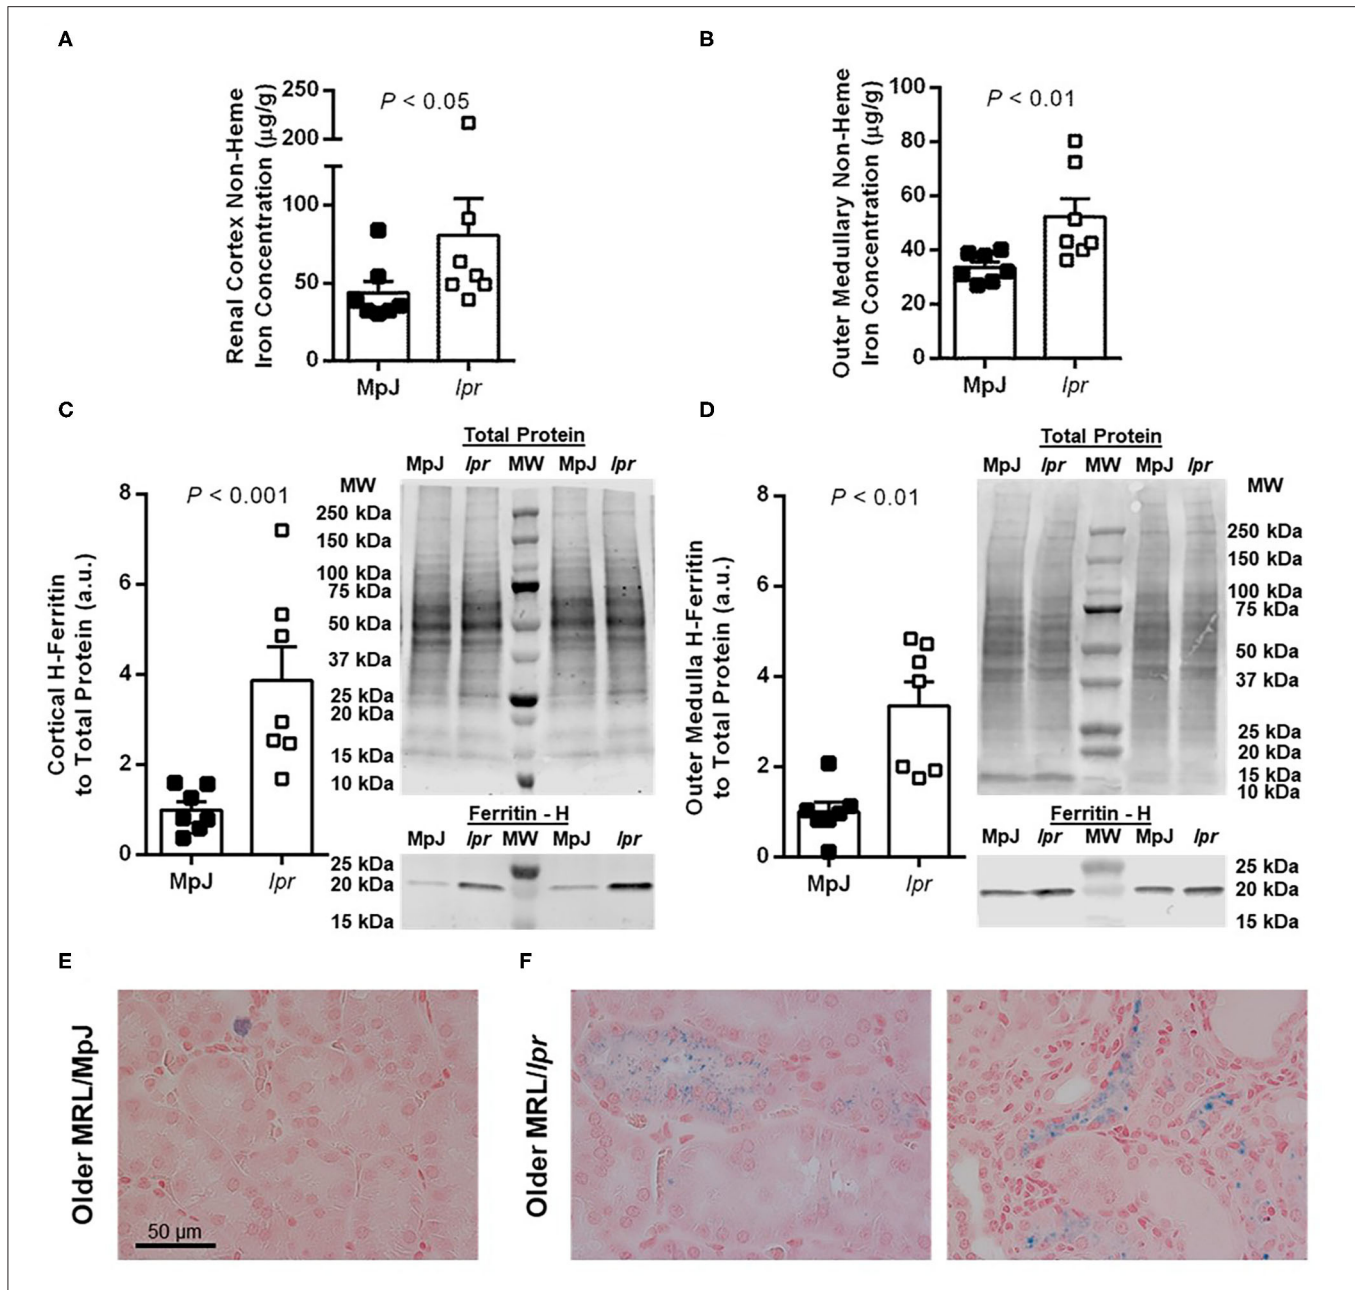 A
Renal Cortex Non-Heme
Iron Concentration (µg/g)
250
200
100
50
0
P < 0.05
MpJ
lpr
B
Outer Medullary Non-Heme
Iron Concentration (µg/g)
100
80
60
40
20
0
P < 0.01
MpJ
lpr
C
Cortical H-Ferritin
to Total Protein (a.u.)
8
6
4
2
0
P < 0.001
MpJ
lpr
Total Protein
MpJ lpr MW MpJ lpr
MW
250 kDa
150 kDa
100 kDa
75 kDa
50 kDa
37 kDa
25 kDa
20 kDa
15 kDa
10 kDa
Ferritin - H
MpJ lpr MW MpJ lpr
25 kDa
20 kDa
15 kDa
D
Outer Medulla H-Ferritin
to Total Protein (a.u.)
8
6
4
2
0
P < 0.01
MpJ
lpr
Total Protein
MpJ lpr MW MpJ lpr
MW
250 kDa
150 kDa
100 kDa
75 kDa
50 kDa
37 kDa
25 kDa
20 kDa
15 kDa
10 kDa
Ferritin - H
MpJ lpr MW MpJ lpr
25 kDa
20 kDa
15 kDa
E
Older MRL/MpJ
50 µm
F
Older MRL/lpr